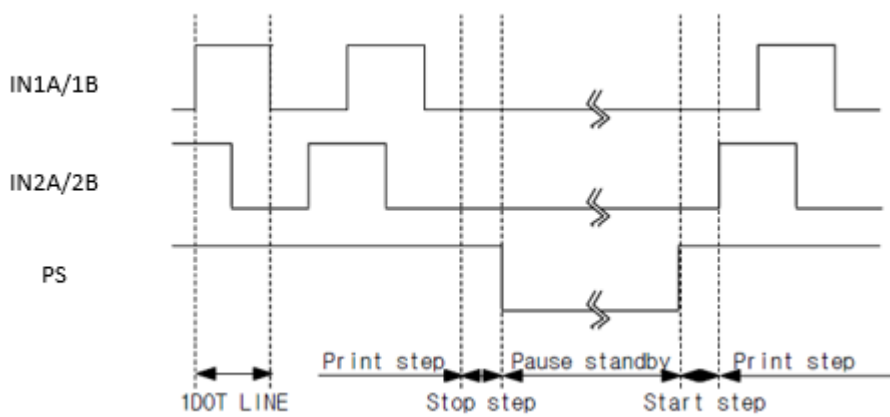 IN1A/1B
IN2A/2B
PS
Print step
Pause standby
Print step
1DOT LINE
Stop step
Start step